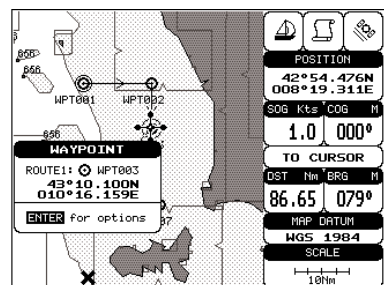 656
656
WPT001
WPT002
656
WAYPOINT
ROUTE1: WPT003
43°10.100N
010°16.159E
ENTER for options
07
POSITION
42°54.476N
008°19.311E
SOG Kts COG M
1.0 000°
TO CURSOR
DST Nm BRG M
86.65 079°
MAP DATUM
WGS 1984
SCALE
10Nm